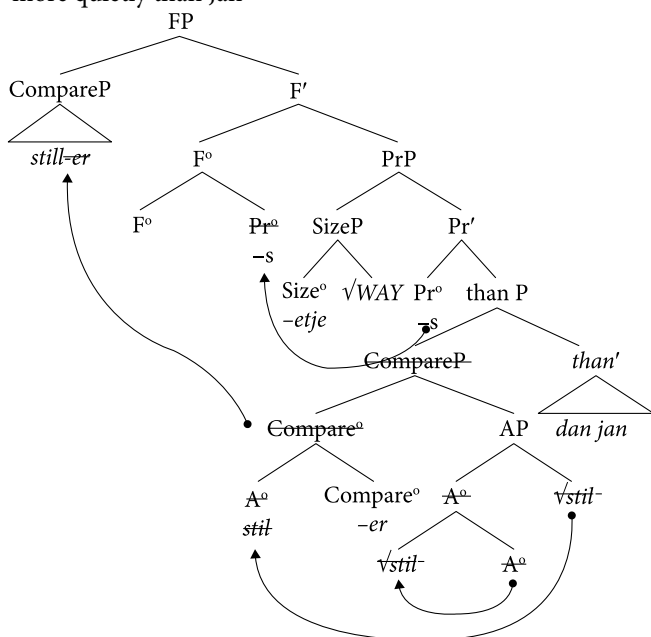 more quietly than Jan
FP
CompareP F′
still-er F° PrP
F° Pr° SizeP Pr′
–s
Size° √WAY Pr° than P
–etje –s
CompareP than′
Compare° AP dan jan
A° Compare° A° √stil–
stil –er
√stil– A°